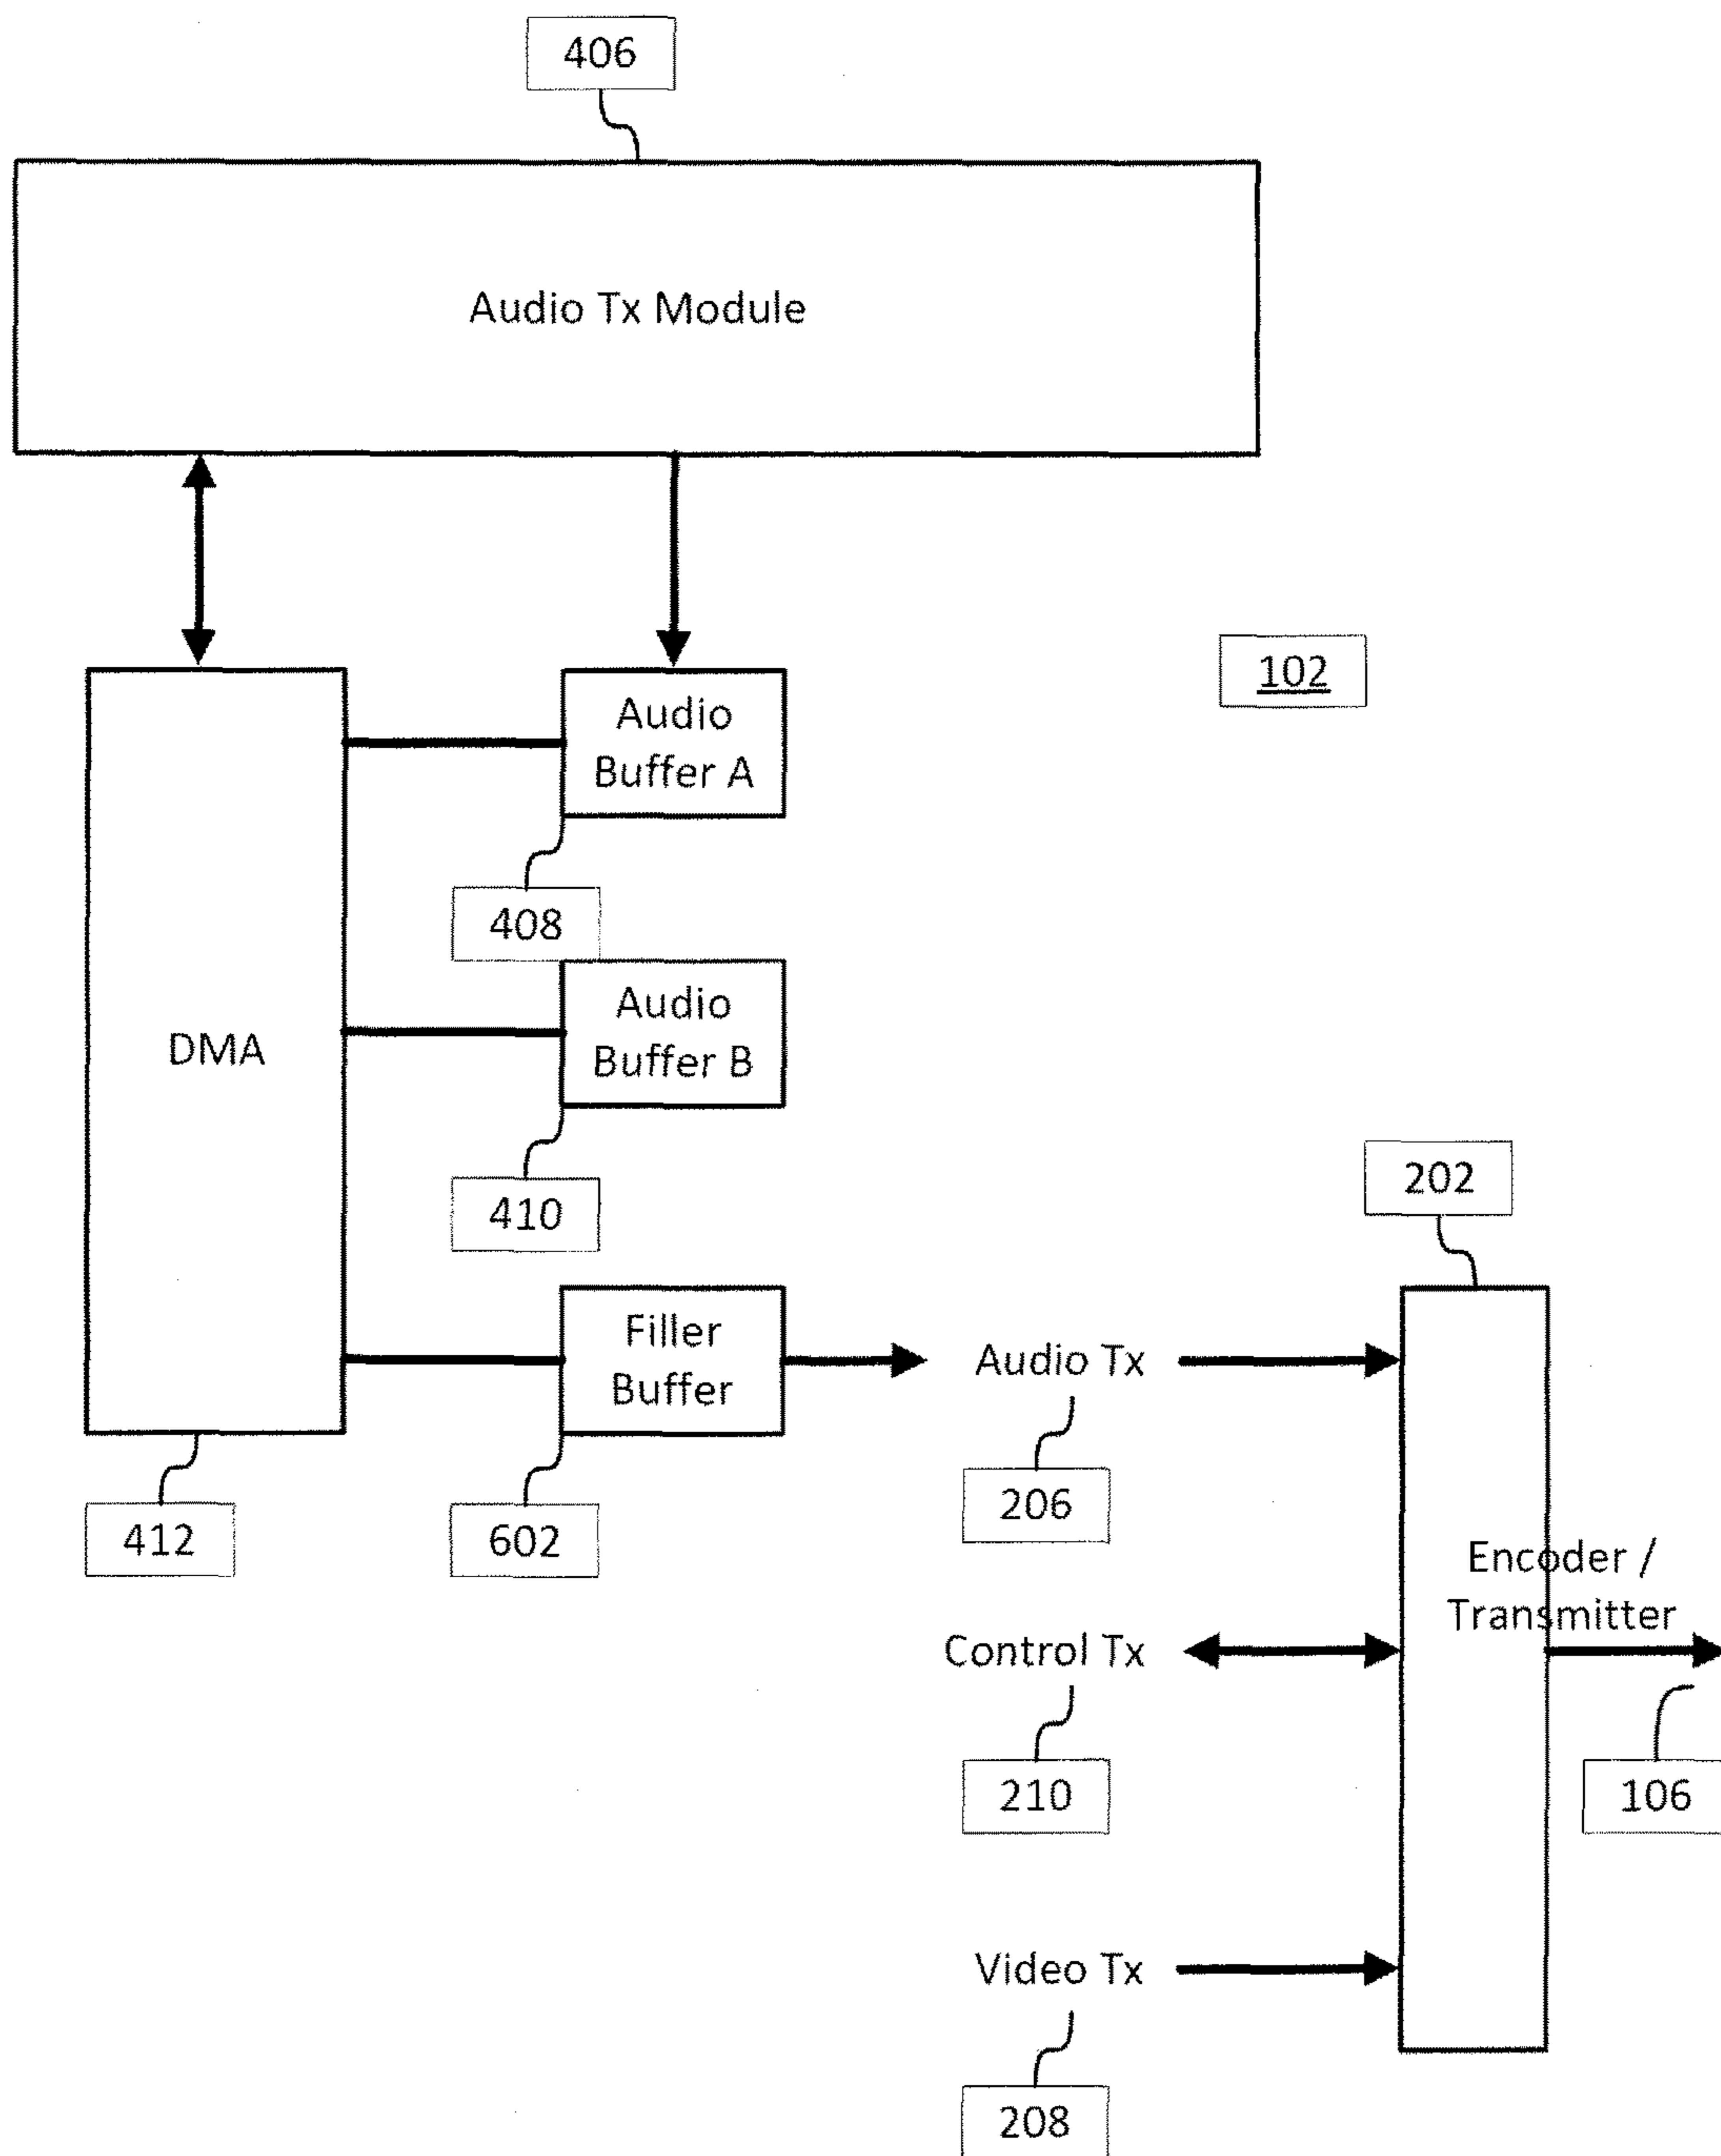 406
Audio Tx Module
102
Audio
Buffer A
408
Audio
Buffer B
DMA
410
202
Filler
Buffer
Audio Tx
412
602
206
Encoder /
Transmitter
Control Tx
210
106
Video Tx
208